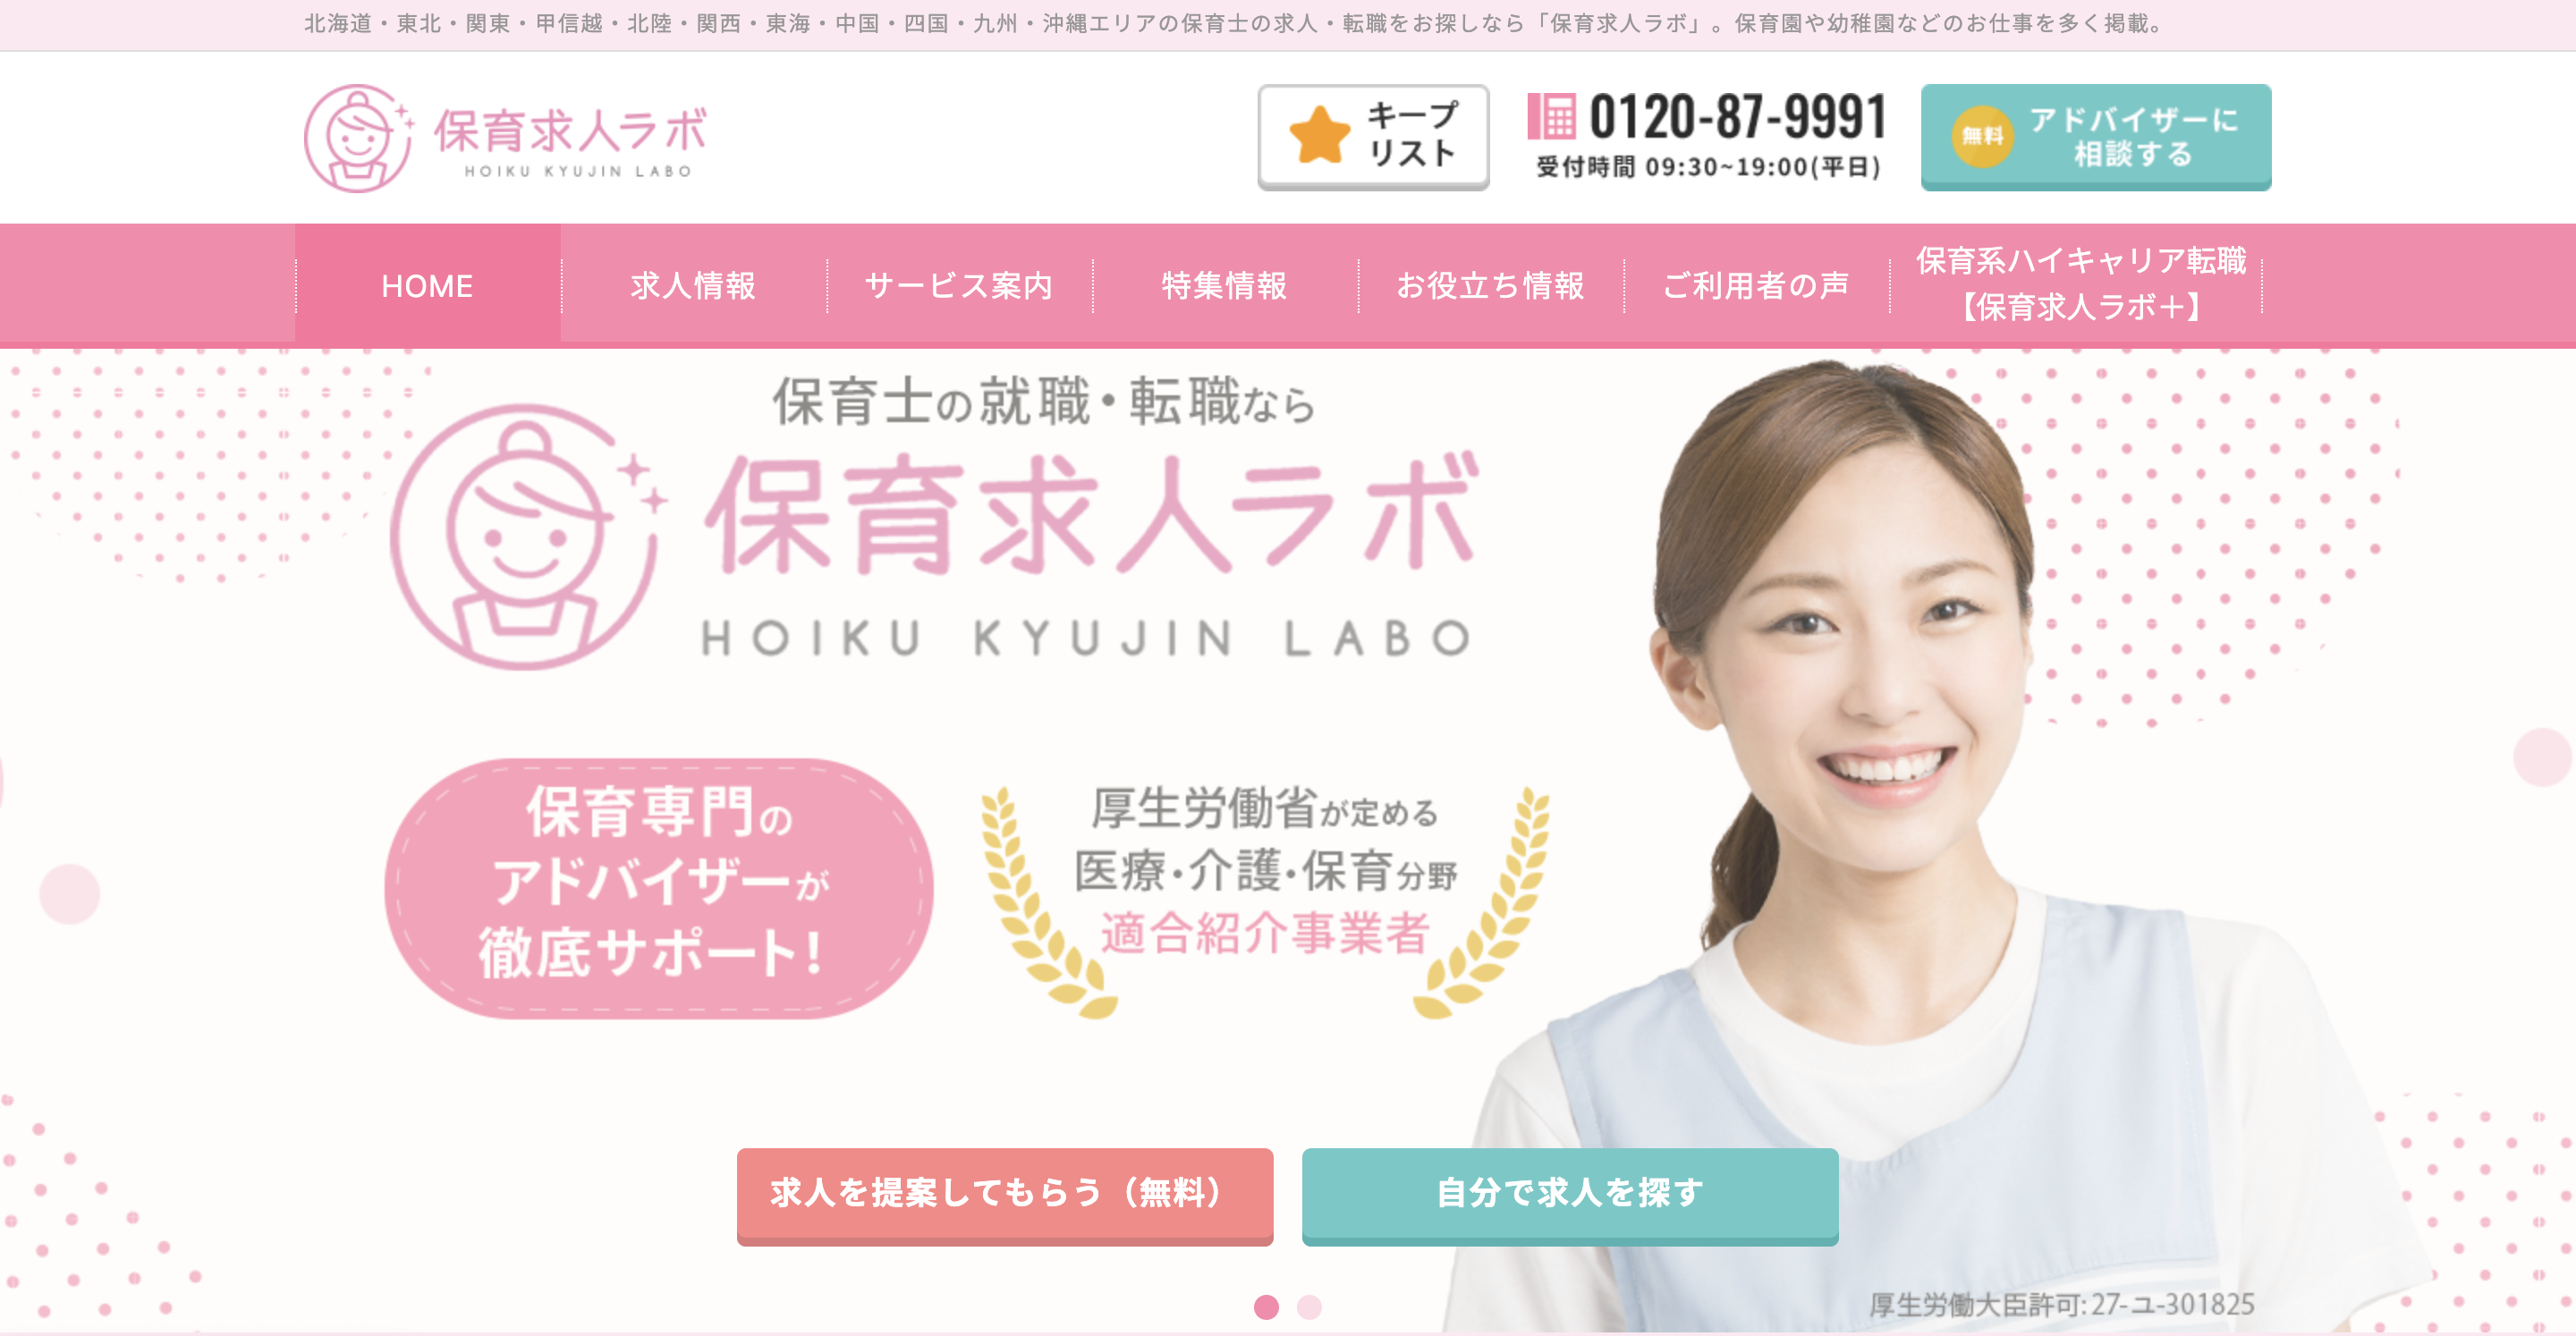 北海道・東北・関東・甲信越・北陸・関西・東海・中国・四国・九州・沖縄エリアの保育士の求人・転職をお探しなら「保育求人ラボ」。保育園や幼稚園などのお仕事を多く掲載。
保育求人ラボ
HOIKU KYUJIN LABO
キープ
リスト
0120-87-9991
受付時間 09:30~19:00(平日)
無料
アドバイザーに
相談する
HOME
求人情報
サービス案内
特集情報
お役立ち情報
ご利用者の声
保育系ハイキャリア転職
【保育求人ラボ＋】
保育士の就職・転職なら
保育求人ラボ
HOIKU KYUJIN LABO
保育専門の
アドバイザーが
徹底サポート!
厚生労働省が定める
医療・介護・保育分野
適合紹介事業者
求人を提案してもらう（無料）
自分で求人を探す
厚生労働大臣許可:27-ユ-301825